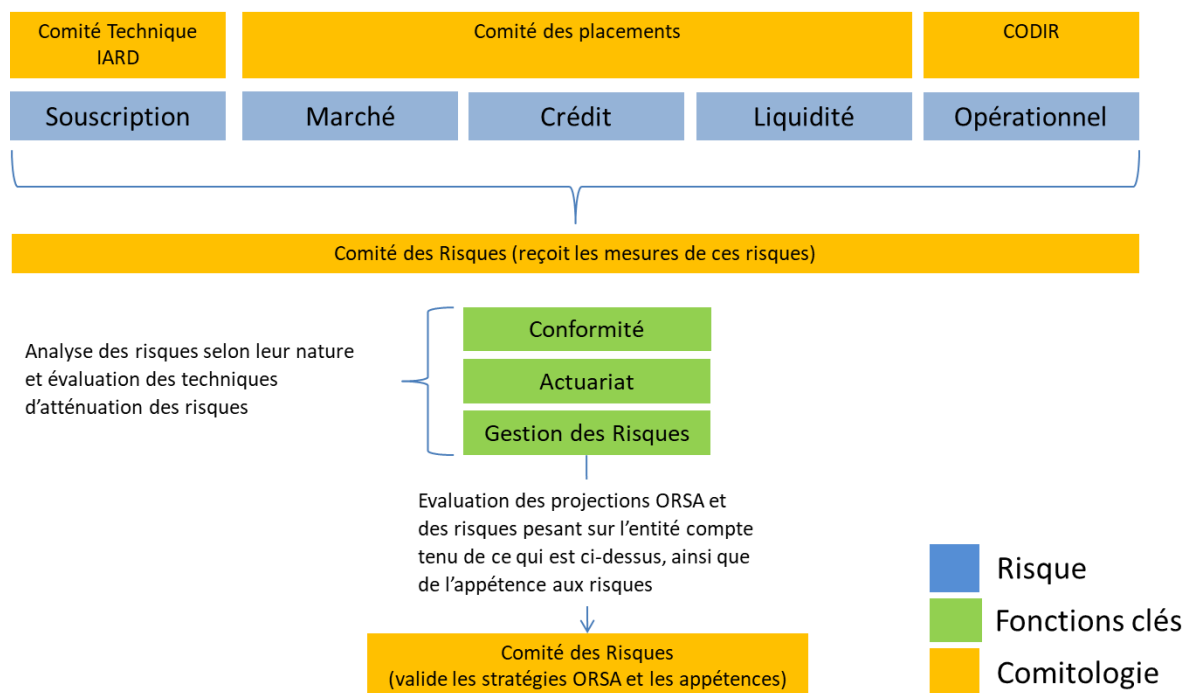 Comité Technique
IARD
Comité des placements
CODIR
Souscription
Marché
Crédit
Liquidité
Opérationnel
Comité des Risques (reçoit les mesures de ces risques)
Analyse des risques selon leur nature
et évaluation des techniques
d'atténuation des risques
Conformité
Actuariat
Gestion des Risques
Evaluation des projections ORSA et
des risques pesant sur l'entité compte
tenu de ce qui est ci-dessus, ainsi que
de l'appétence aux risques
Comité des Risques
(valide les stratégies ORSA et les appétences)
Risque
Fonctions clés
Comitologie